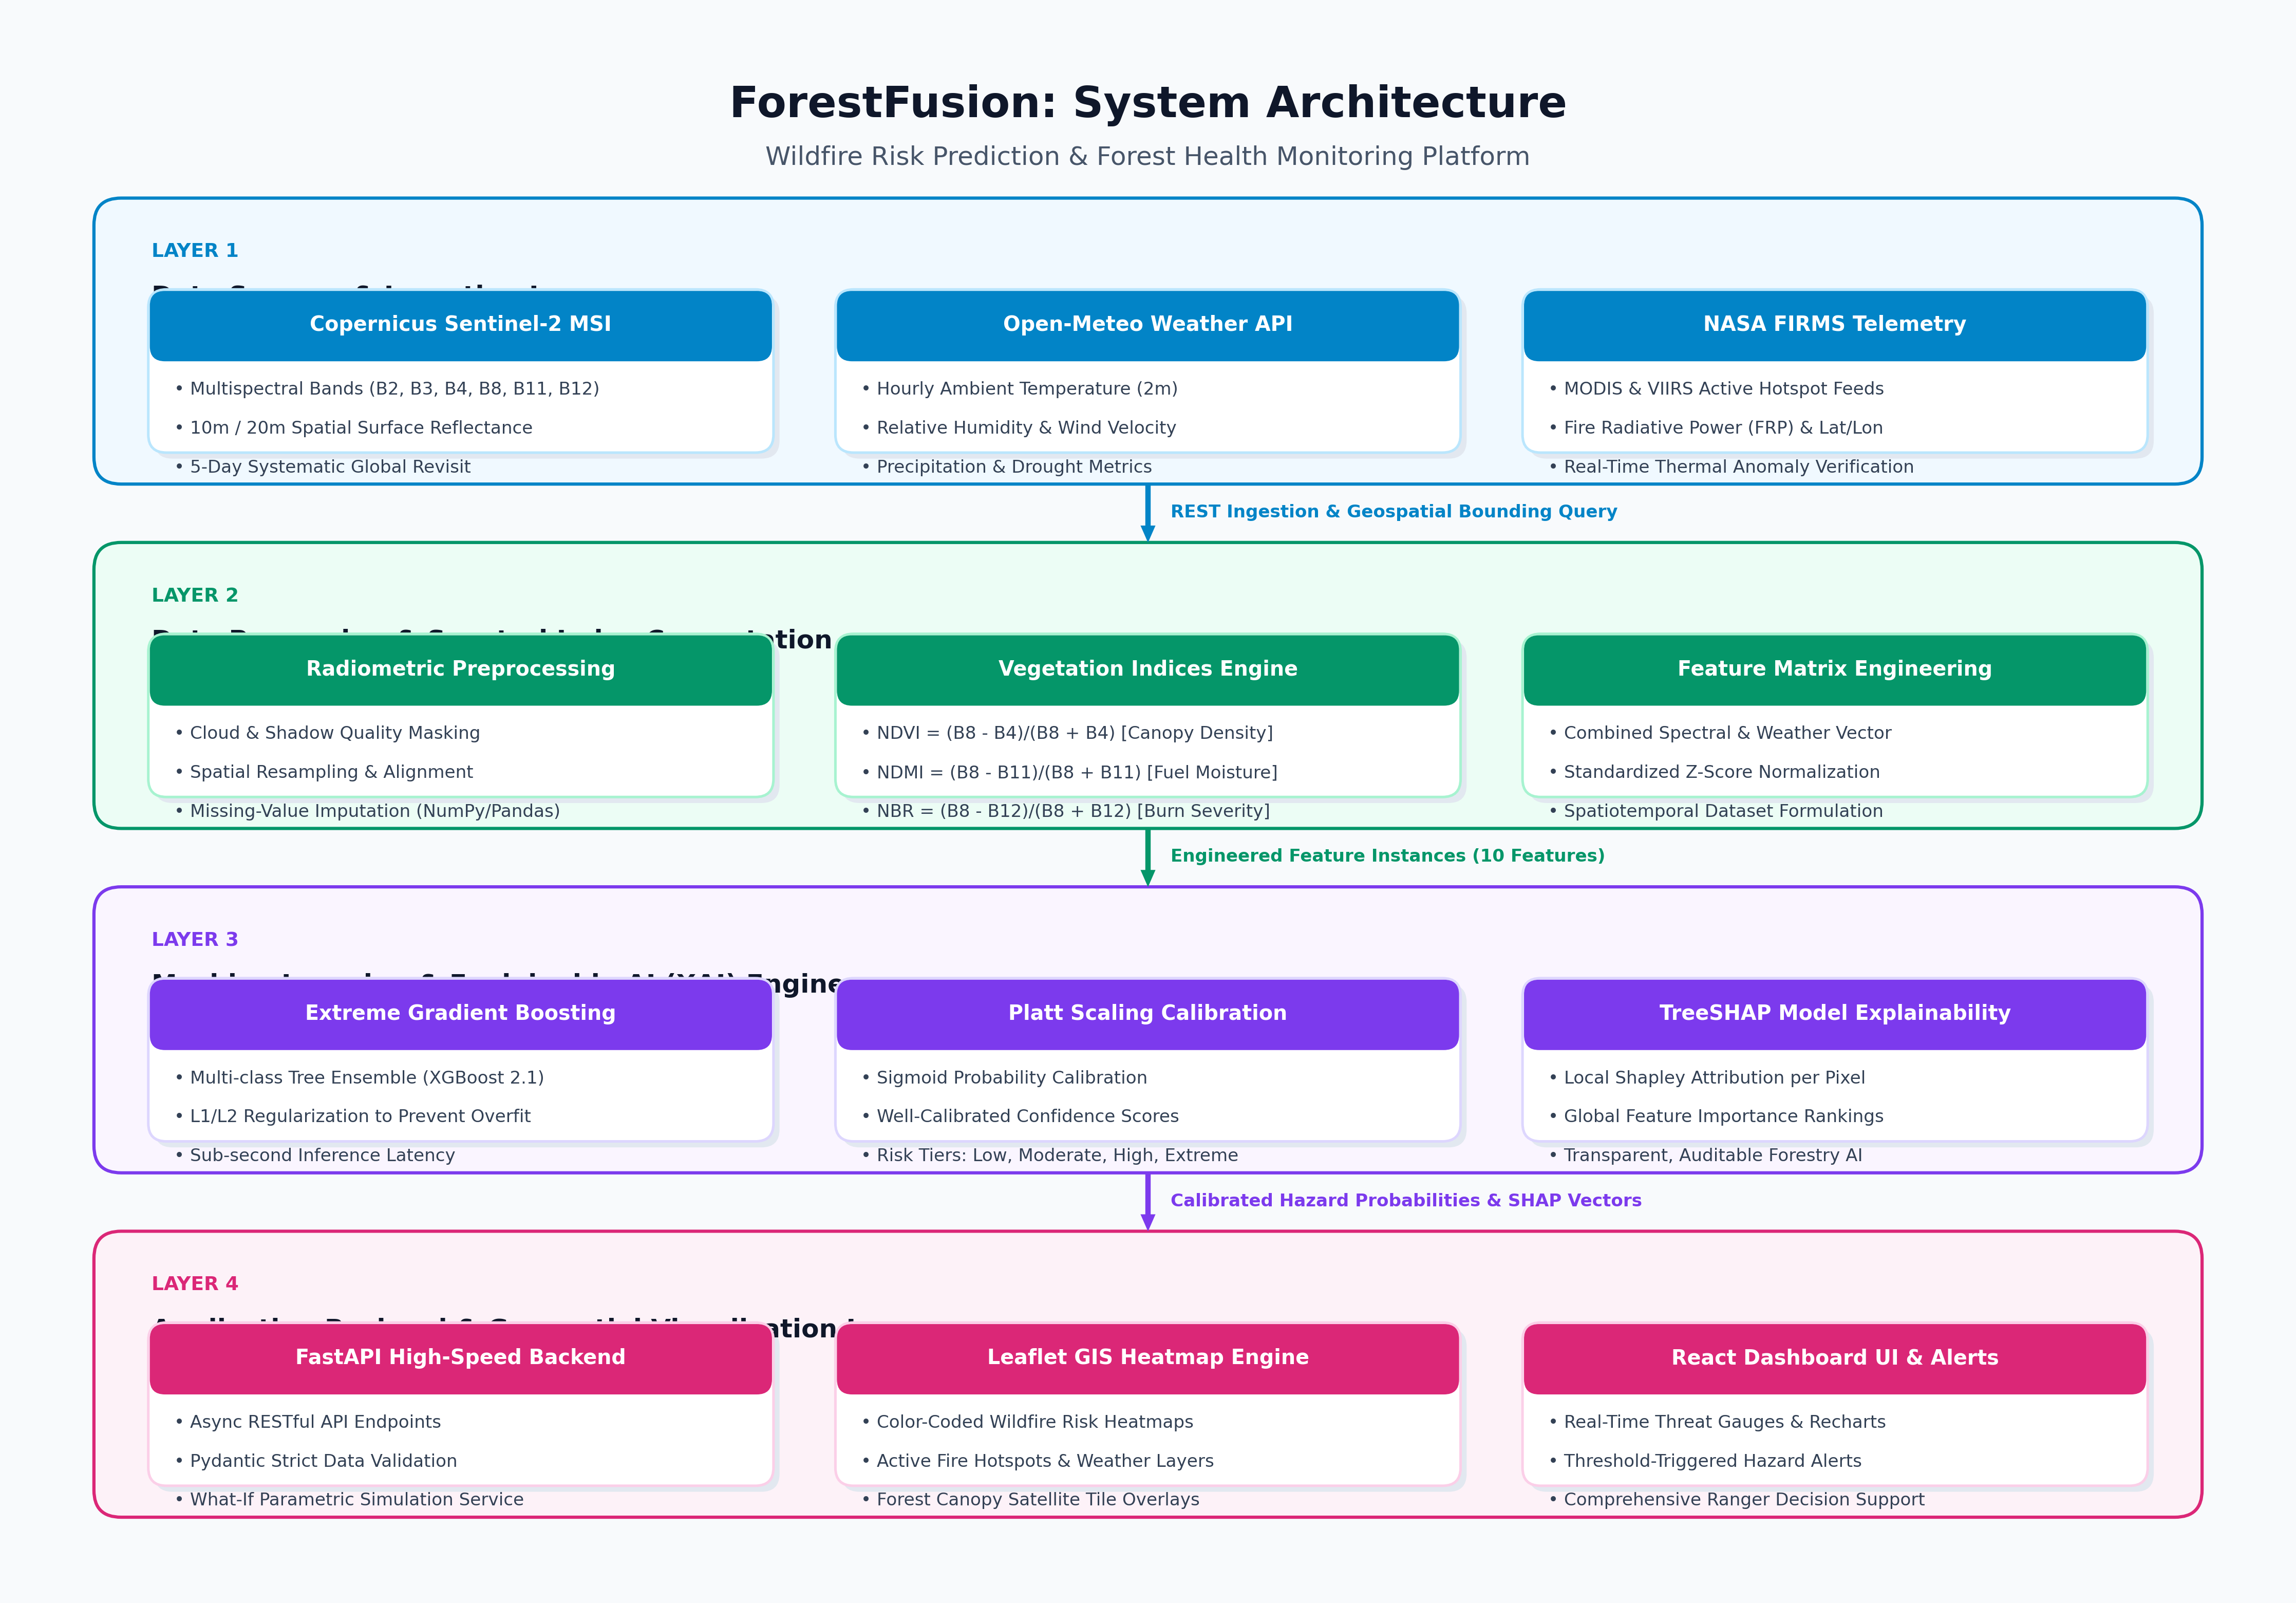 ForestFusion: System Architecture
Wildfire Risk Prediction & Forest Health Monitoring Platform
LAYER 1
Copernicus Sentinel-2 MSI
• Multispectral Bands (B2, B3, B4, B8, B11, B12)
• 10m / 20m Spatial Surface Reflectance
• 5-Day Systematic Global Revisit
Open-Meteo Weather API
• Hourly Ambient Temperature (2m)
• Relative Humidity & Wind Velocity
• Precipitation & Drought Metrics
NASA FIRMS Telemetry
• MODIS & VIIRS Active Hotspot Feeds
• Fire Radiative Power (FRP) & Lat/Lon
• Real-Time Thermal Anomaly Verification
REST Ingestion & Geospatial Bounding Query
LAYER 2
Radiometric Preprocessing
• Cloud & Shadow Quality Masking
• Spatial Resampling & Alignment
• Missing-Value Imputation (NumPy/Pandas)
Vegetation Indices Engine
• NDVI = (B8 - B4)/(B8 + B4) [Canopy Density]
• NDMI = (B8 - B11)/(B8 + B11) [Fuel Moisture]
• NBR = (B8 - B12)/(B8 + B12) [Burn Severity]
Feature Matrix Engineering
• Combined Spectral & Weather Vector
• Standardized Z-Score Normalization
• Spatiotemporal Dataset Formulation
Engineered Feature Instances (10 Features)
LAYER 3
Extreme Gradient Boosting
• Multi-class Tree Ensemble (XGBoost 2.1)
• L1/L2 Regularization to Prevent Overfit
• Sub-second Inference Latency
Platt Scaling Calibration
• Sigmoid Probability Calibration
• Well-Calibrated Confidence Scores
• Risk Tiers: Low, Moderate, High, Extreme
TreeSHAP Model Explainability
• Local Shapley Attribution per Pixel
• Global Feature Importance Rankings
• Transparent, Auditable Forestry AI
Calibrated Hazard Probabilities & SHAP Vectors
LAYER 4
FastAPI High-Speed Backend
• Async RESTful API Endpoints
• Pydantic Strict Data Validation
• What-If Parametric Simulation Service
Leaflet GIS Heatmap Engine
• Color-Coded Wildfire Risk Heatmaps
• Active Fire Hotspots & Weather Layers
• Forest Canopy Satellite Tile Overlays
React Dashboard UI & Alerts
• Real-Time Threat Gauges & Recharts
• Threshold-Triggered Hazard Alerts
• Comprehensive Ranger Decision Support